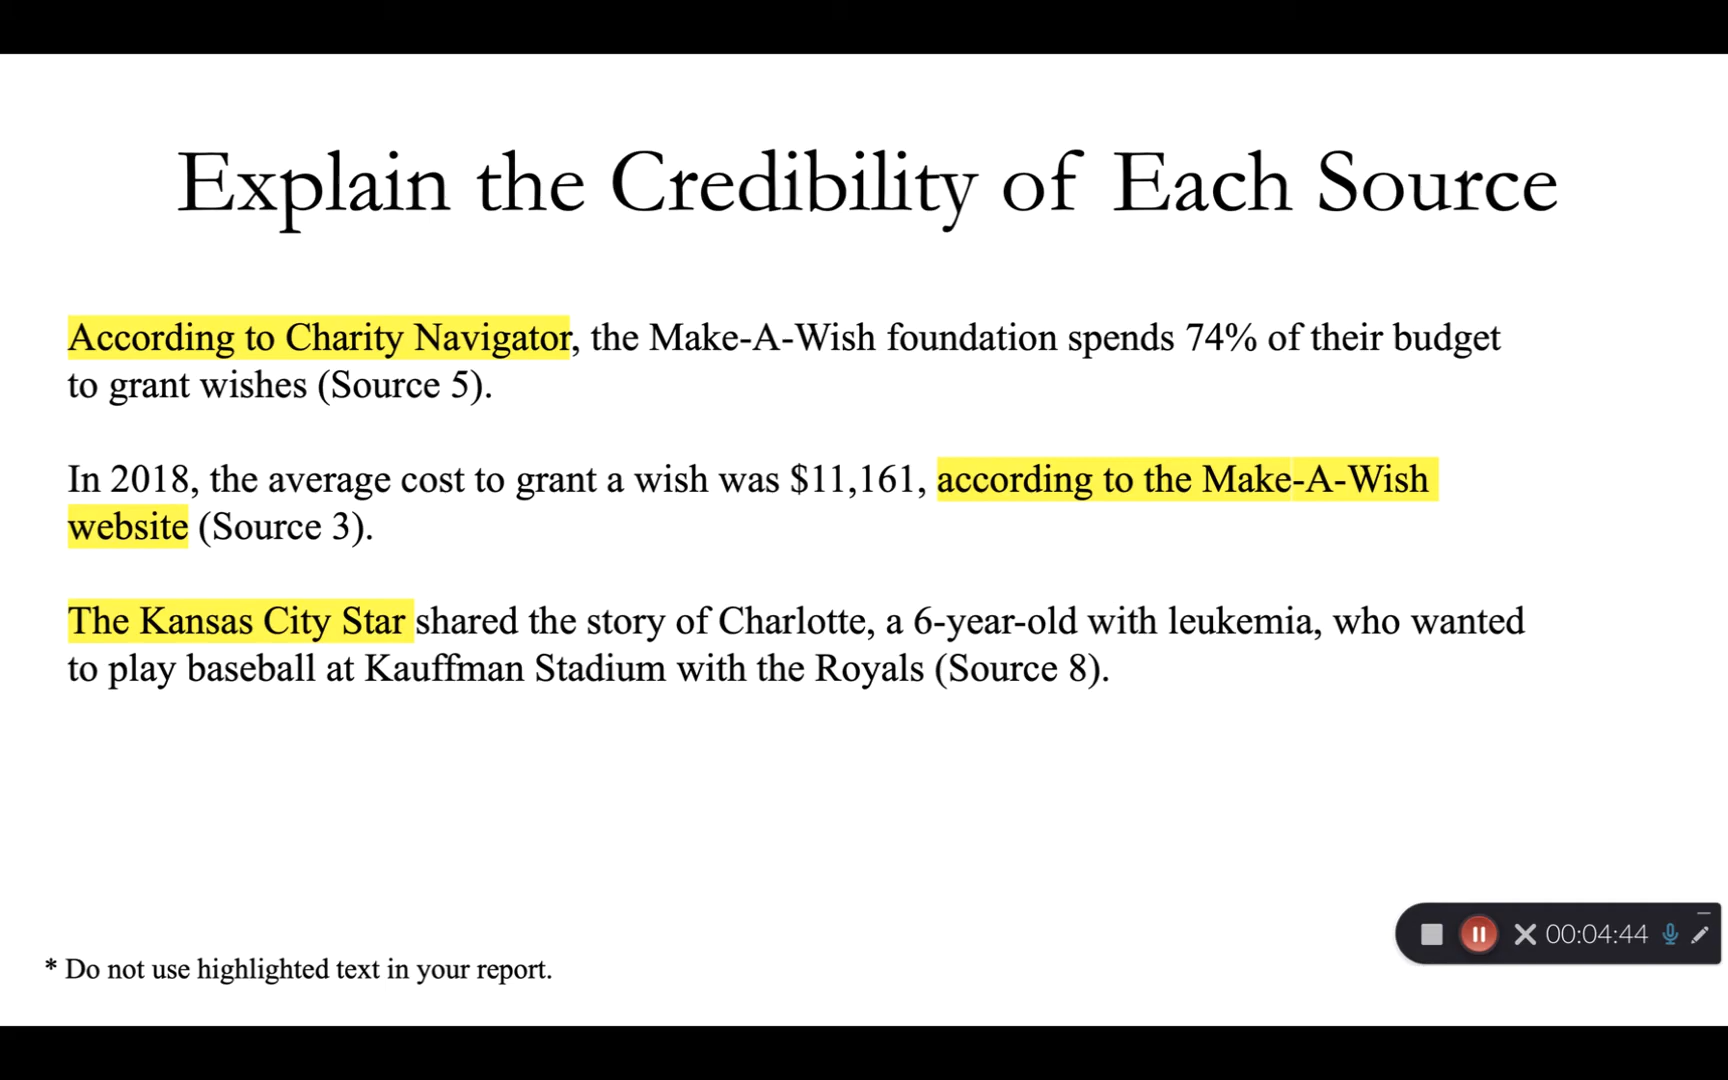 Explain the Credibility of Each Source
According to Charity Navigator, the Make-A-Wish foundation spends 74% of their budget
to grant wishes (Source 5).
In 2018, the average cost to grant a wish was $11,161, according to the Make-A-Wish
website (Source 3).
The Kansas City Star shared the story of Charlotte, a 6-year-old with leukemia, who wanted
to play baseball at Kauffman Stadium with the Royals (Source 8).
00:04:44
* Do not use highlighted text in your report.